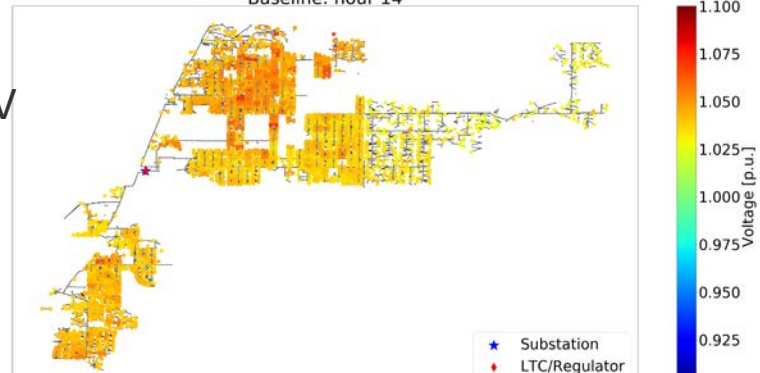 Baseline: hour 14
V
1.100
1.075
1.050
1.025
1.000
0.975
0.950
0.925
Voltage [p.u.]
Substation
LTC/Regulator